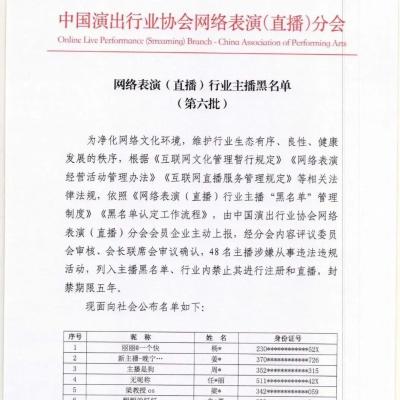 中国演出行业协会网络表演（直播）分会
Online Live Performance (Streaming) Branch - China Association of Performing Arts
网络表演（直播）行业主播黑名单
（第六批）
为净化网络文化环境，维护行业生态有序、良性、健康
发展的秩序，根据《互联网文化管理暂行规定》《网络表演
经营活动管理办法》《互联网直播服务管理规定》等相关法
律法规，依照《网络表演（直播）行业主播“黑名单”管理
制度》《黑名单认定工作流程》，由中国演出行业协会网络
表演（直播）分会会员企业主动上报，经分会内容评议委员
会审核、会长联席会审议确认，48 名主播涉嫌从事违法违规
活动，列入主播黑名单、行业内禁止其进行注册和直播，封
禁期限五年。
现面向社会公布名单如下：
序号 昵 称 姓 名 身份证号
1 丽丽#一个快 杨* 230************52X
2 新主播-晚宁… 姜* 370************726
3 主播是狗 周* 352************315
4 无昵称 任*丽 511************42X
5 梁教授 os 梁* 342************059